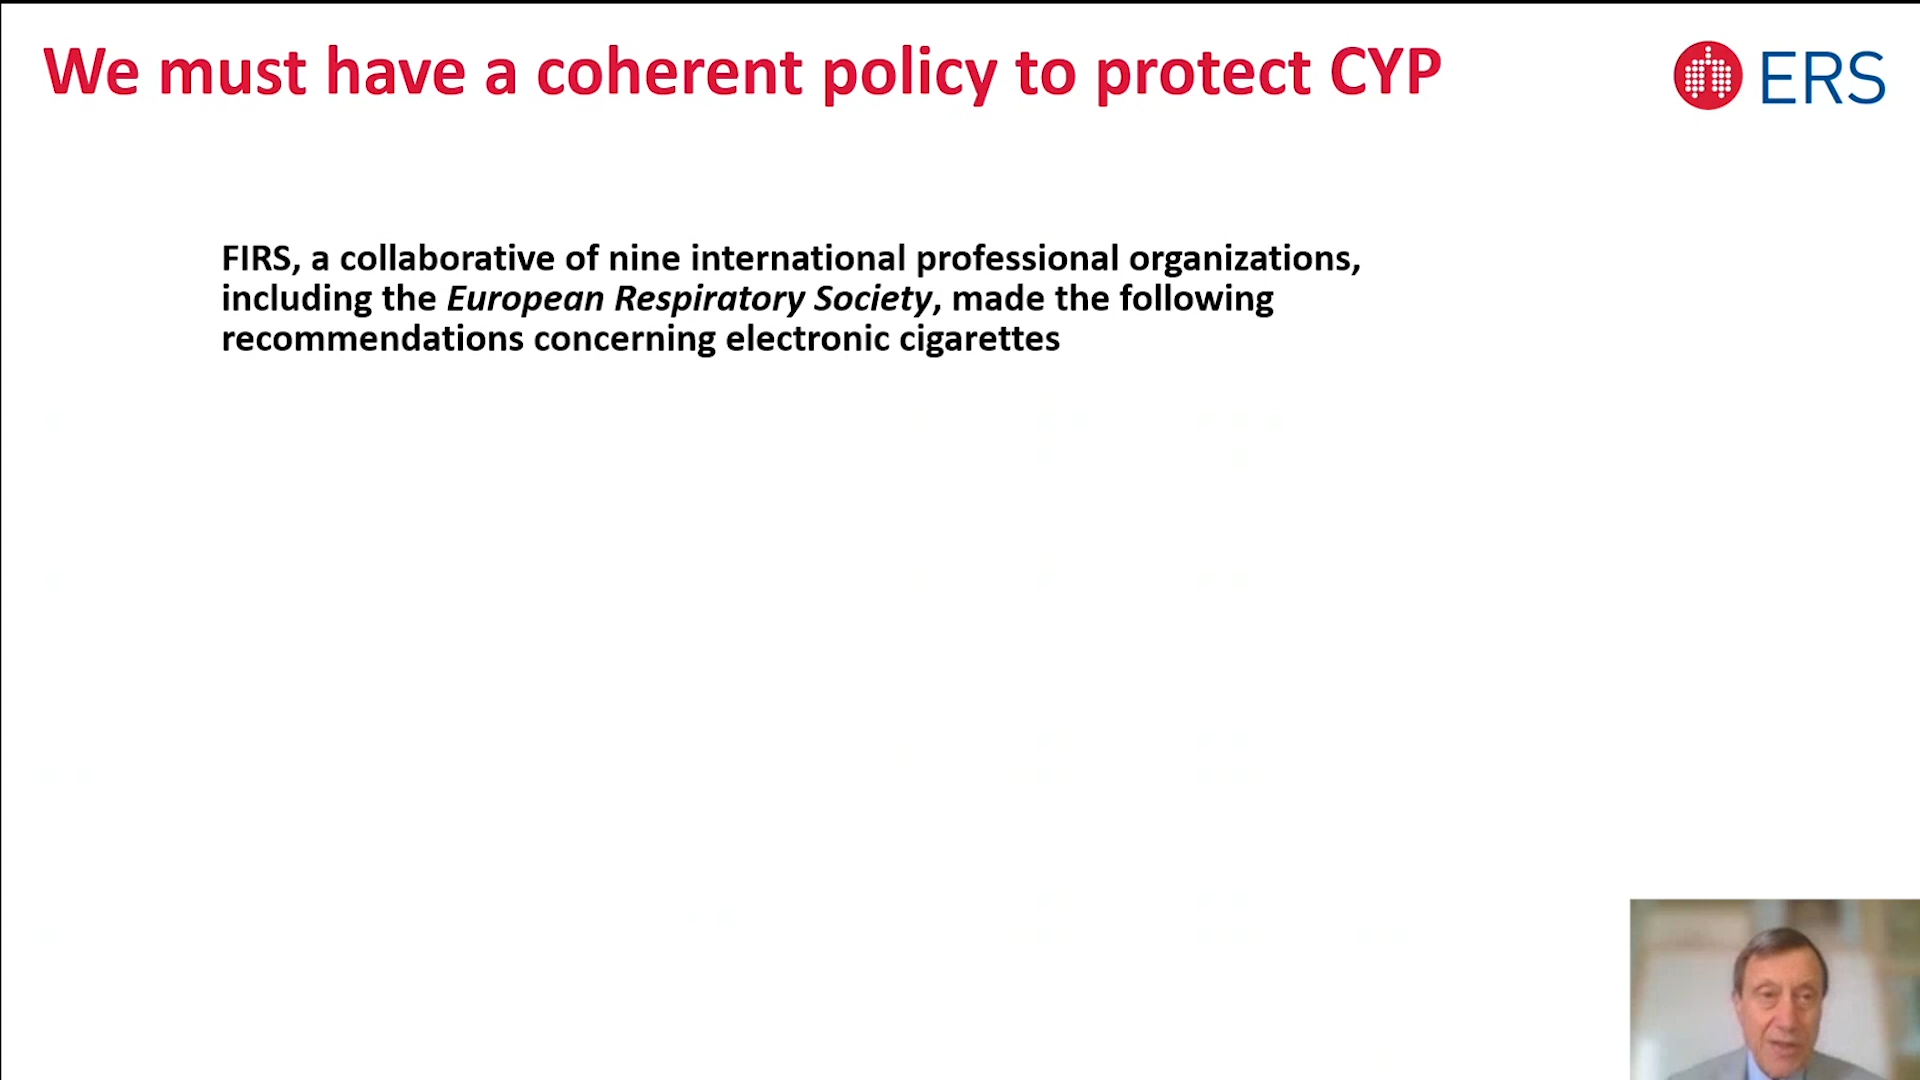 We must have a coherent policy to protect CYP
ERS
FIRS, a collaborative of nine international professional organizations,
including the European Respiratory Society, made the following
recommendations concerning electronic cigarettes